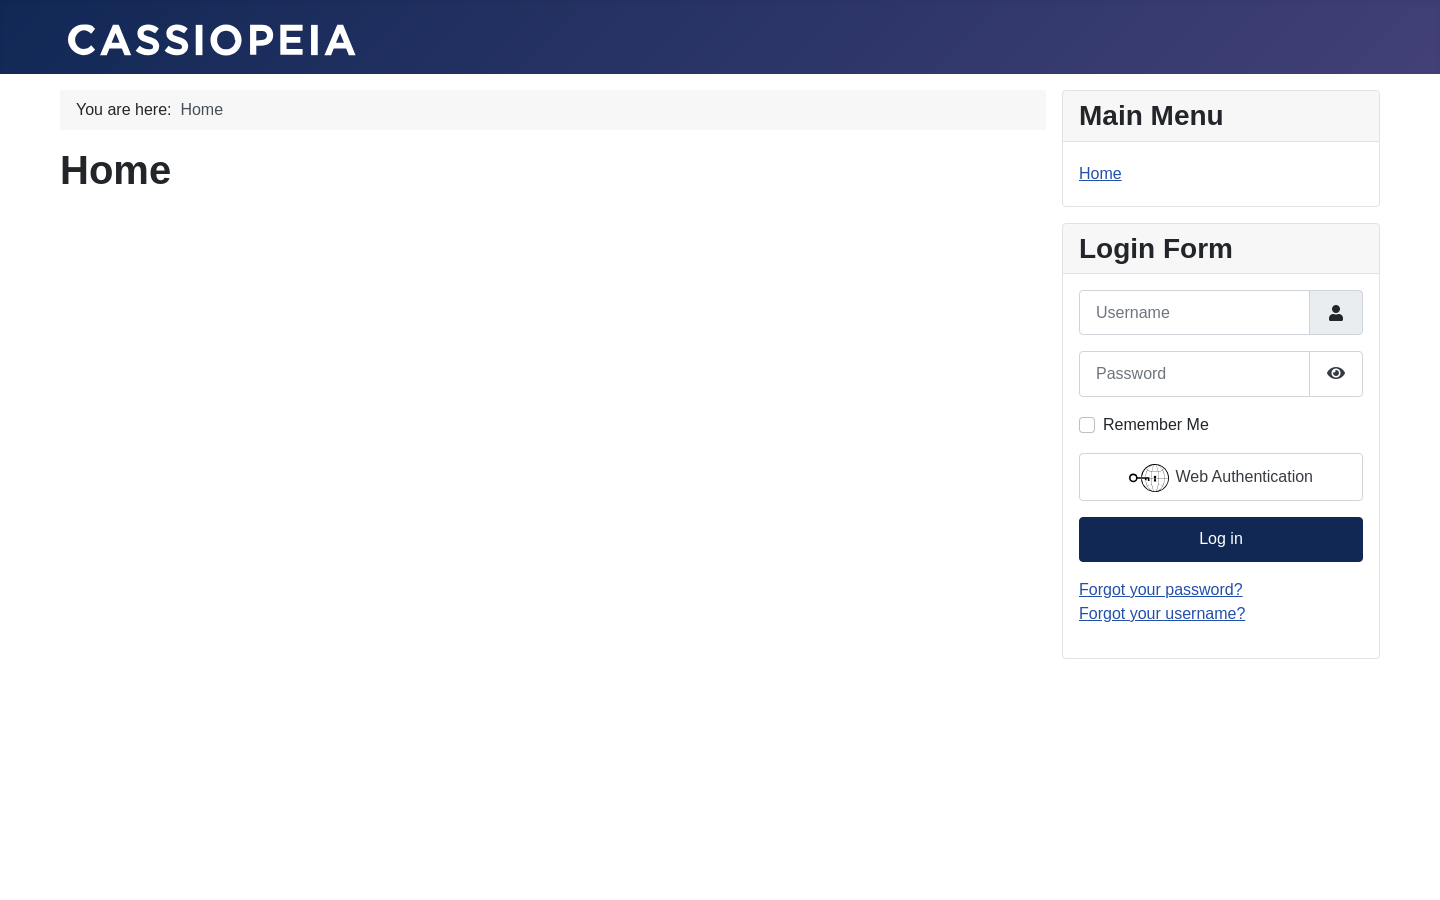 CASSIOPEIA
You are here: Home
Home
Main Menu
Home
Login Form
Username
Password
Remember Me
Web Authentication
Log in
Forgot your password?
Forgot your username?